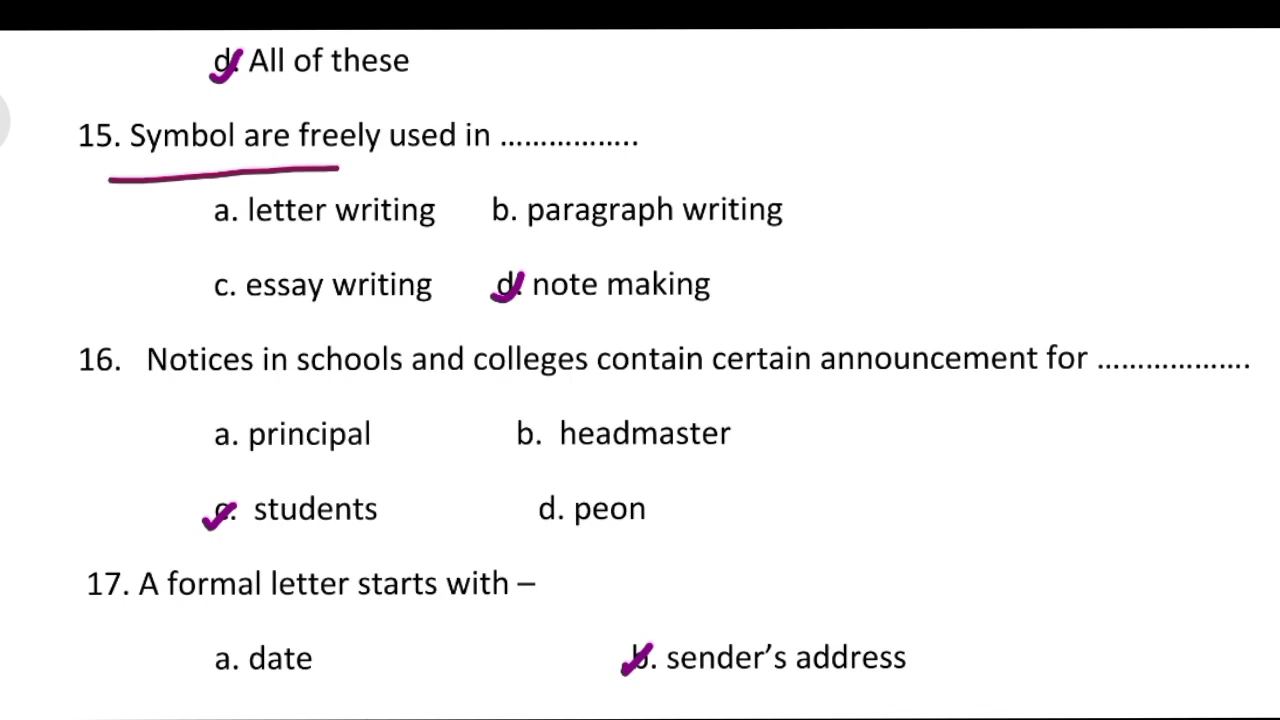 d. All of these
15. Symbol are freely used in ……………..
a. letter writing b. paragraph writing
c. essay writing d. note making
16. Notices in schools and colleges contain certain announcement for ……………….
a. principal b. headmaster
c. students d. peon
17. A formal letter starts with –
a. date b. sender’s address